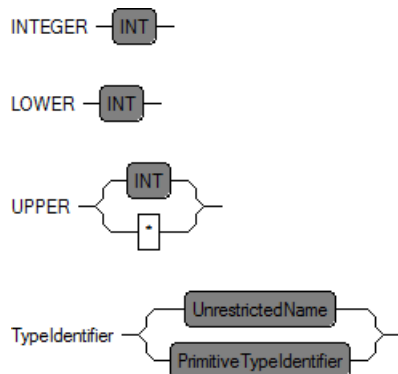 INTEGER INT
LOWER INT
INT
UPPER
*
UnrestrictedName
TypeIdentifier
PrimitiveTypeIdentifier